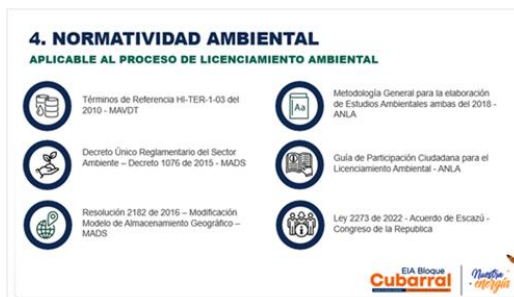 4. NORMATIVIDAD AMBIENTAL
APLICABLE AL PROCESO DE LICENCIAMIENTO AMBIENTAL
Términos de Referencia HI-TER-1-03 del
2010 - MAVDT
Decreto Único Reglamentario del Sector
Ambiente – Decreto 1076 de 2015 - MADS
Resolución 2182 de 2016 – Modificación
Modelo de Almacenamiento Geográfico –
MADS
Aa
Metodología General para la elaboración
de Estudios Ambientales ambas del 2018 -
ANLA
Guía de Participación Ciudadana para el
Licenciamiento Ambiental - ANLA
Ley 2273 de 2022 - Acuerdo de Escazú -
Congreso de la Republica
EIA Bloque
Cubarral
Nuestra
energía